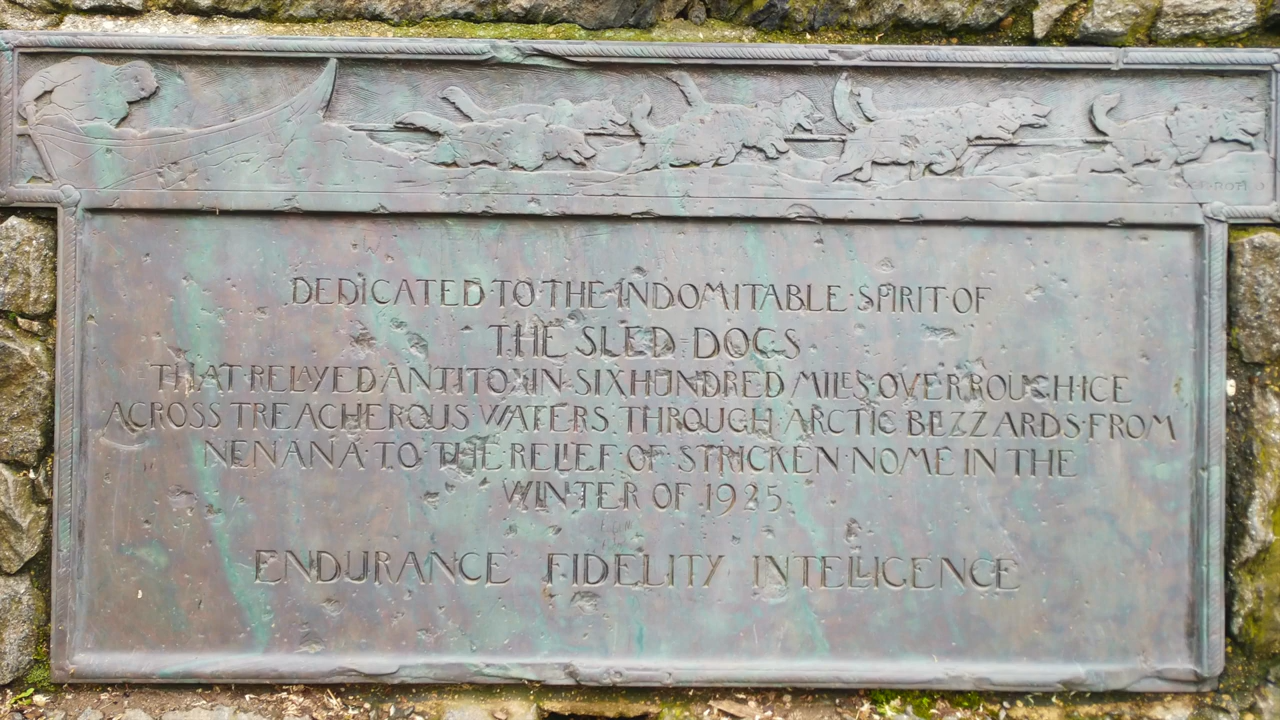 DEDICATED TO THE INDOMITABLE SPIRIT OF
THE SLED DOGS
THAT RELAYED ANTITOXIN SIX HUNDRED MILES OVER ROUGH ICE
ACROSS TREACHEROUS WATERS THROUGH ARCTIC BLIZZARDS FROM
NENANA TO THE RELIEF OF STRICKEN NOME IN THE
WINTER OF 1925.
ENDURANCE FIDELITY INTELLIGENCE